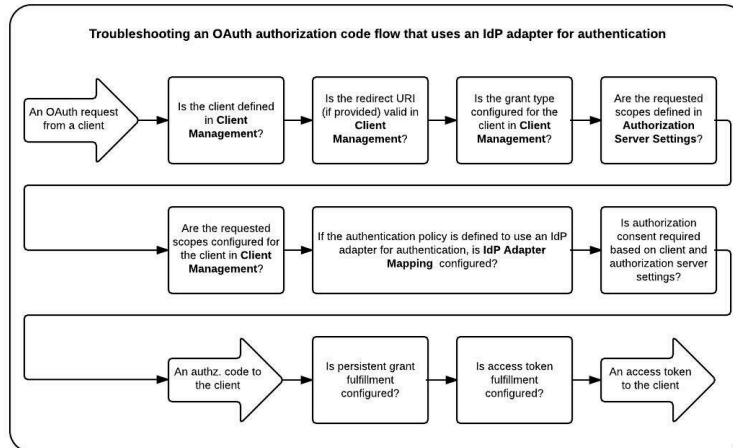 Troubleshooting an OAuth authorization code flow that uses an IdP adapter for authentication
An OAuth request
from a client
Is the client defined
in Client
Management?
Is the redirect URI
(if provided) valid in
Client
Management?
Is the grant type
configured for the
client in Client
Management?
Are the requested
scopes defined in
Authorization
Server Settings?
Are the requested
scopes configured for
the client in Client
Management?
If the authentication policy is defined to use an IdP
adapter for authentication, is IdP Adapter
Mapping configured?
Is authorization
consent required
based on client and
authorization server
settings?
An authz. code to
the client
Is persistent grant
fulfillment
configured?
Is access token
fulfillment
configured?
An access token
to the client